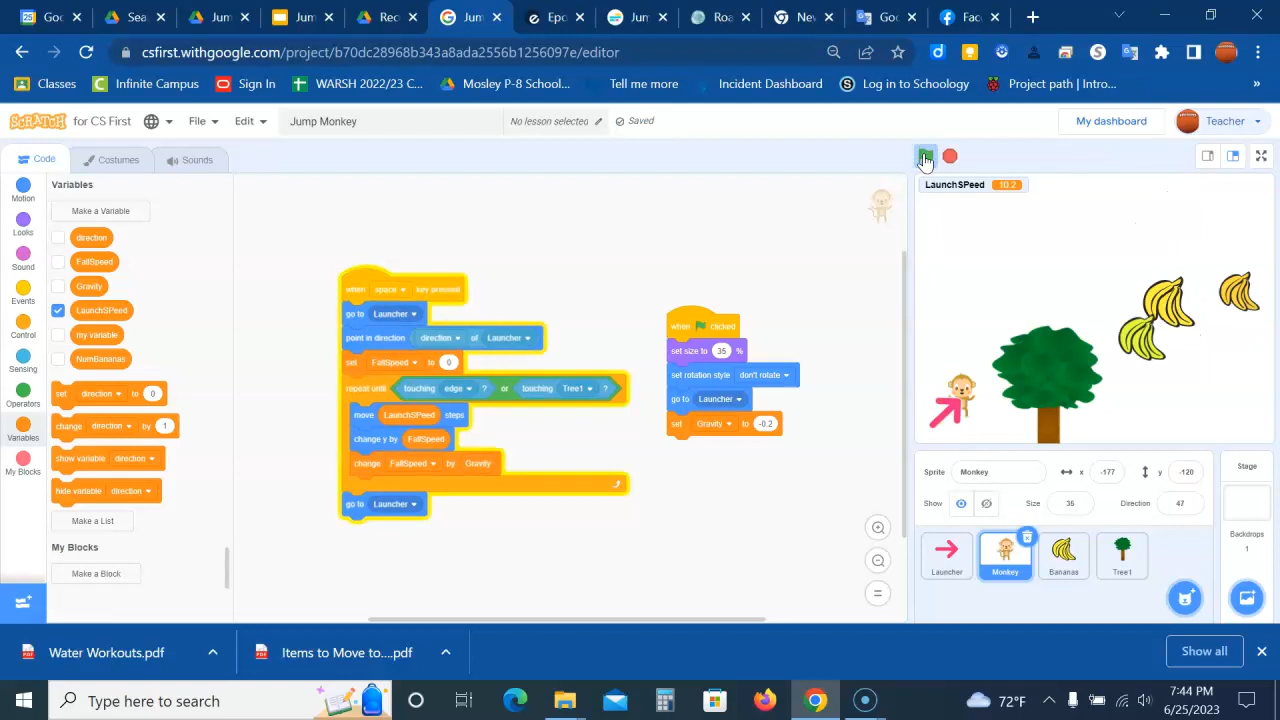 Goo
Sea
Jum
Jum
Rec
Jum
Epo
Jum
Roa
Nev
Goo
Fac
csfirst.withgoogle.com/project/b70dc28968b343a8ada2556b1256097e/editor
Classes
Infinite Campus
Sign In
WARSH 2022/23 C...
Mosley P-8 School...
Tell me more
Incident Dashboard
Log in to Schoology
Project path | Intro...
»
SCRATCH for CS First
File
Edit
Jump Monkey
No lesson selected
Saved
My dashboard
Teacher
Code
Costumes
Sounds
Motion
Looks
Sound
Events
Control
Sensing
Operators
Variables
My Blocks
Variables
Make a Variable
direction
FallSpeed
Gravity
LaunchSPeed
my variable
NumBananas
set direction to 0
change direction by 1
show variable direction
hide variable direction
Make a List
My Blocks
Make a Block
when space key pressed
go to Launcher
point in direction direction of Launcher
set FallSpeed to 0
repeat until touching edge ? or touching Tree1 ?
move LaunchSPeed steps
change y by FallSpeed
change FallSpeed by Gravity
go to Launcher
when clicked
set size to 35 %
set rotation style don't rotate
go to Launcher
set Gravity to -0.2
LaunchSPeed 10.2
Sprite Monkey x -177 y -120
Show Size 35 Direction 47
Launcher
Monkey
Bananas
Tree1
Stage
Backdrops
1
Water Workouts.pdf
Items to Move to....pdf
Show all
Type here to search
72°F
7:44 PM
6/25/2023